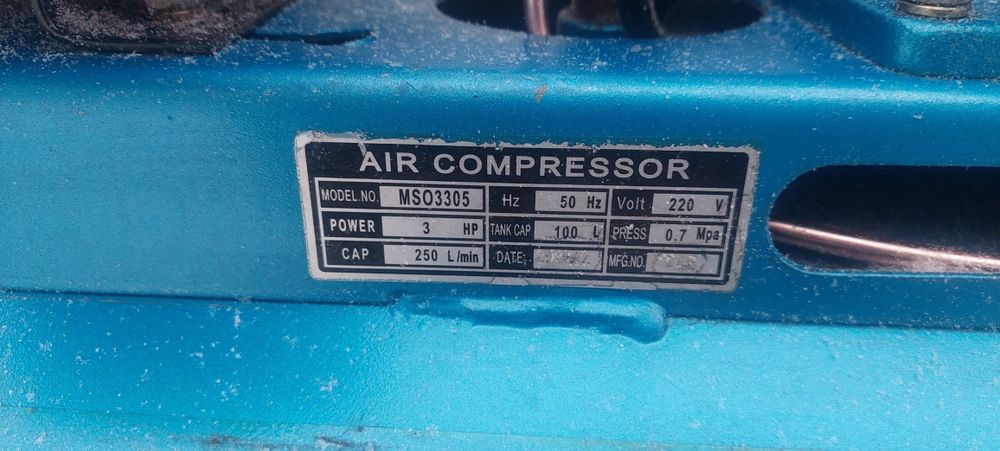 AIR COMPRESSOR
MODEL.NO. MSO3305 Hz 50 Hz Volt 220 V
POWER 3 HP TANK CAP 100 L PRESS 0.7 Mpa
CAP 250 L/min DATE: MFG.NO.